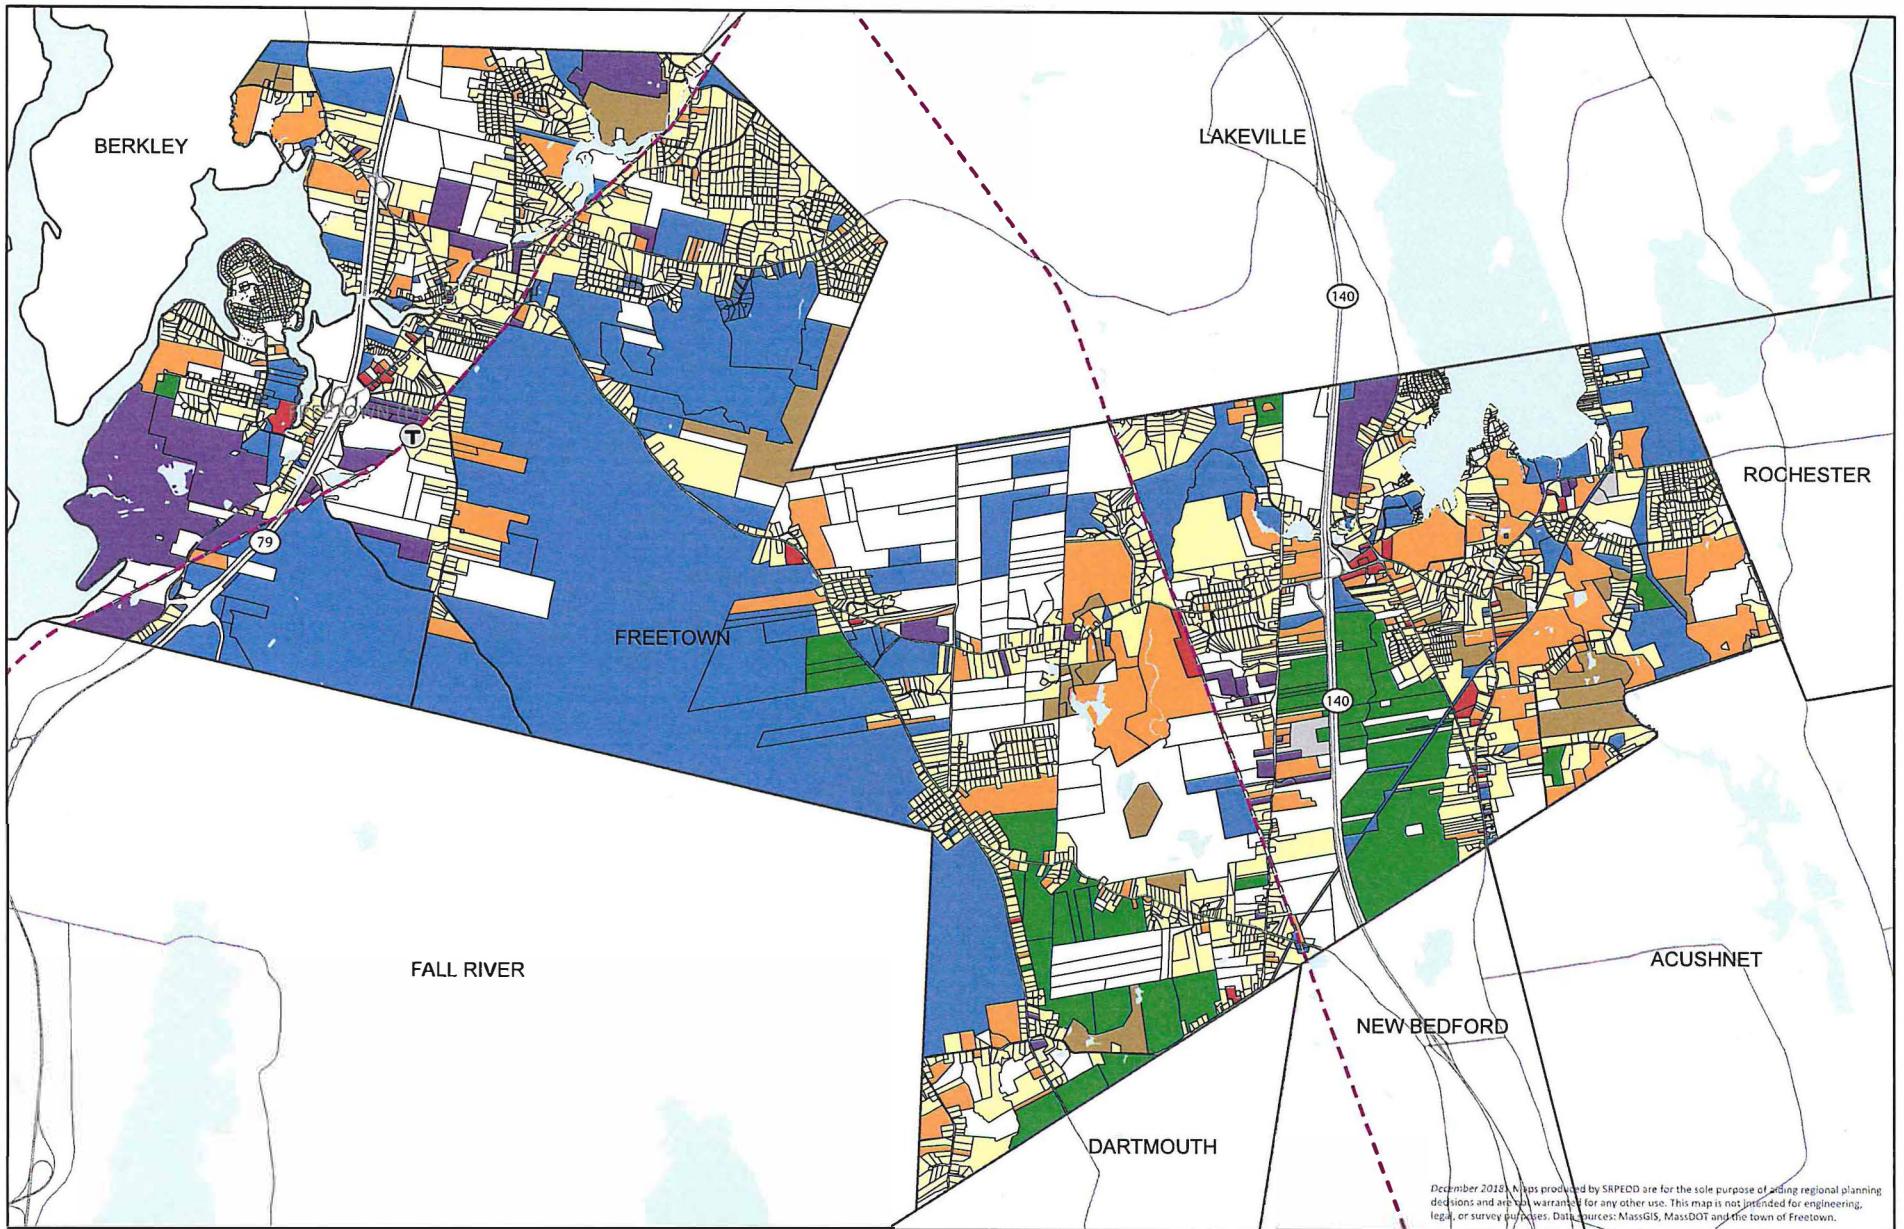 BERKLEY
LAKEVILLE
140
ROCHESTER
T
79
FREETOWN
140
FALL RIVER
ACUSHNET
NEW BEDFORD
DARTMOUTH
December 2018. Maps produced by SRPEDD are for the sole purpose of aiding regional planning
decisions and are not warranted for any other use. This map is not intended for engineering,
legal, or survey purposes. Data sources: MassGIS, MassDOT and the town of Freetown.